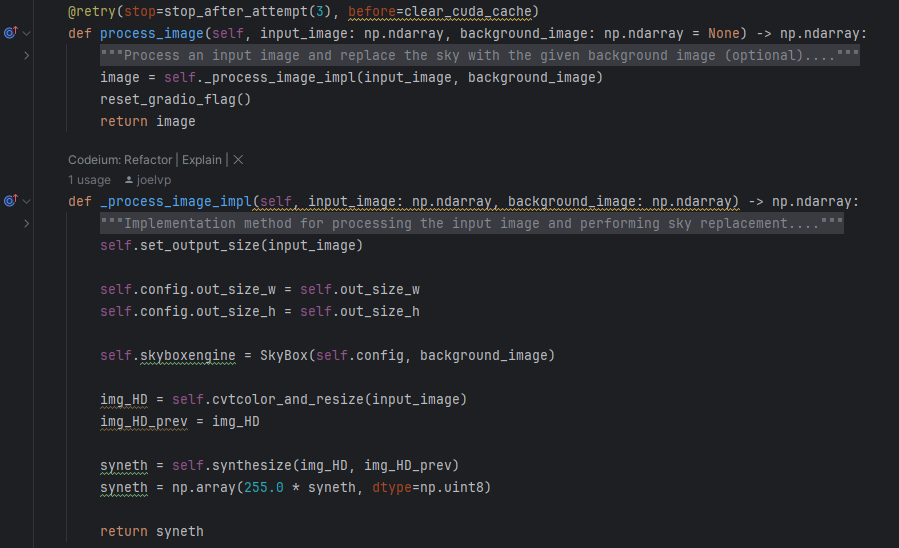 @retry(stop=stop_after_attempt(3), before=clear_cuda_cache)
def process_image(self, input_image: np.ndarray, background_image: np.ndarray = None) -> np.ndarray:
    """Process an input image and replace the sky with the given background image (optional)...."""
    image = self._process_image_impl(input_image, background_image)
    reset_gradio_flag()
    return image
Codeium: Refactor | Explain | ×
1 usage joelvp
def _process_image_impl(self, input_image: np.ndarray, background_image: np.ndarray) -> np.ndarray:
    """Implementation method for processing the input image and performing sky replacement...."""
    self.set_output_size(input_image)
    self.config.out_size_w = self.out_size_w
    self.config.out_size_h = self.out_size_h
    self.skyboxengine = SkyBox(self.config, background_image)
    img_HD = self.cvtcolor_and_resize(input_image)
    img_HD_prev = img_HD
    syneth = self.synthesize(img_HD, img_HD_prev)
    syneth = np.array(255.0 * syneth, dtype=np.uint8)
    return syneth